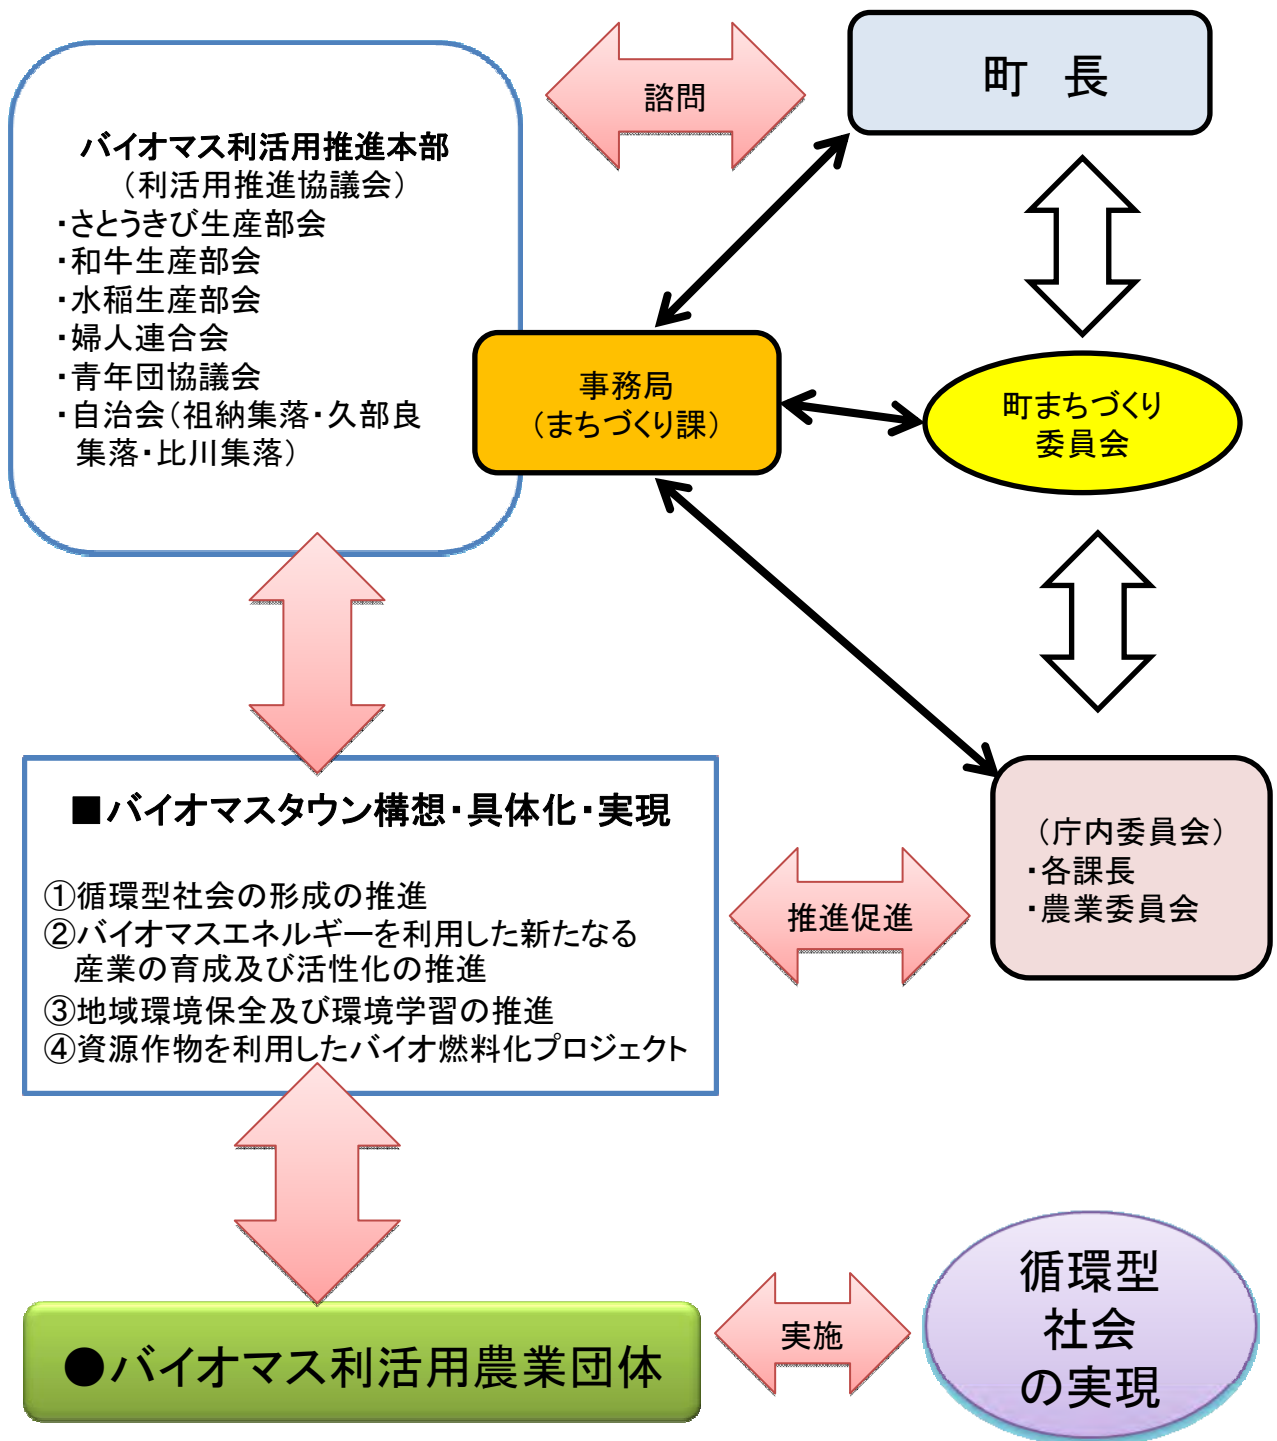 諮問
町 長
バイオマス利活用推進本部
（利活用推進協議会）
・さとうきび生産部会
・和牛生産部会
・水稲生産部会
・婦人連合会
・青年団協議会
・自治会（祖納集落・久部良
集落・比川集落）
事務局
（まちづくり課）
町まちづくり
委員会
■バイオマスタウン構想・具体化・実現
①循環型社会の形成の推進
②バイオマスエネルギーを利用した新たなる
産業の育成及び活性化の推進
③地域環境保全及び環境学習の推進
④資源作物を利用したバイオ燃料化プロジェクト
推進促進
（庁内委員会）
・各課長
・農業委員会
●バイオマス利活用農業団体
実施
循環型
社会
の実現